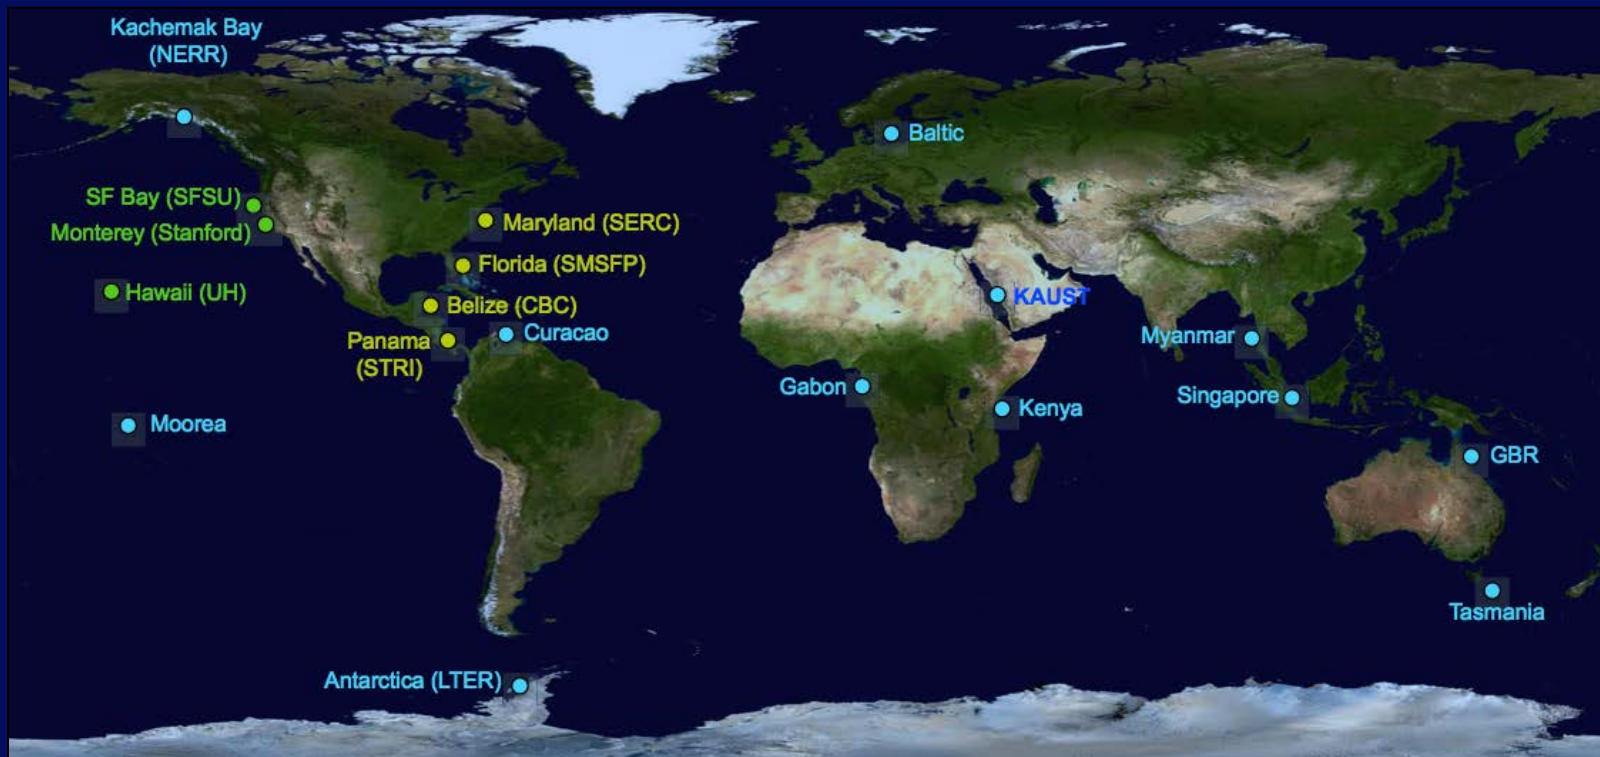 Kachemak Bay
(NERR)
Baltic
SF Bay (SFSU)
Maryland (SERC)
Monterey (Stanford)
Florida (SMSFP)
Hawaii (UH)
KAUST
Belize (CBC)
Curacao
Myanmar
Panama
(STRI)
Gabon
Singapore
Kenya
Moorea
GBR
Tasmania
Antarctica (LTER)